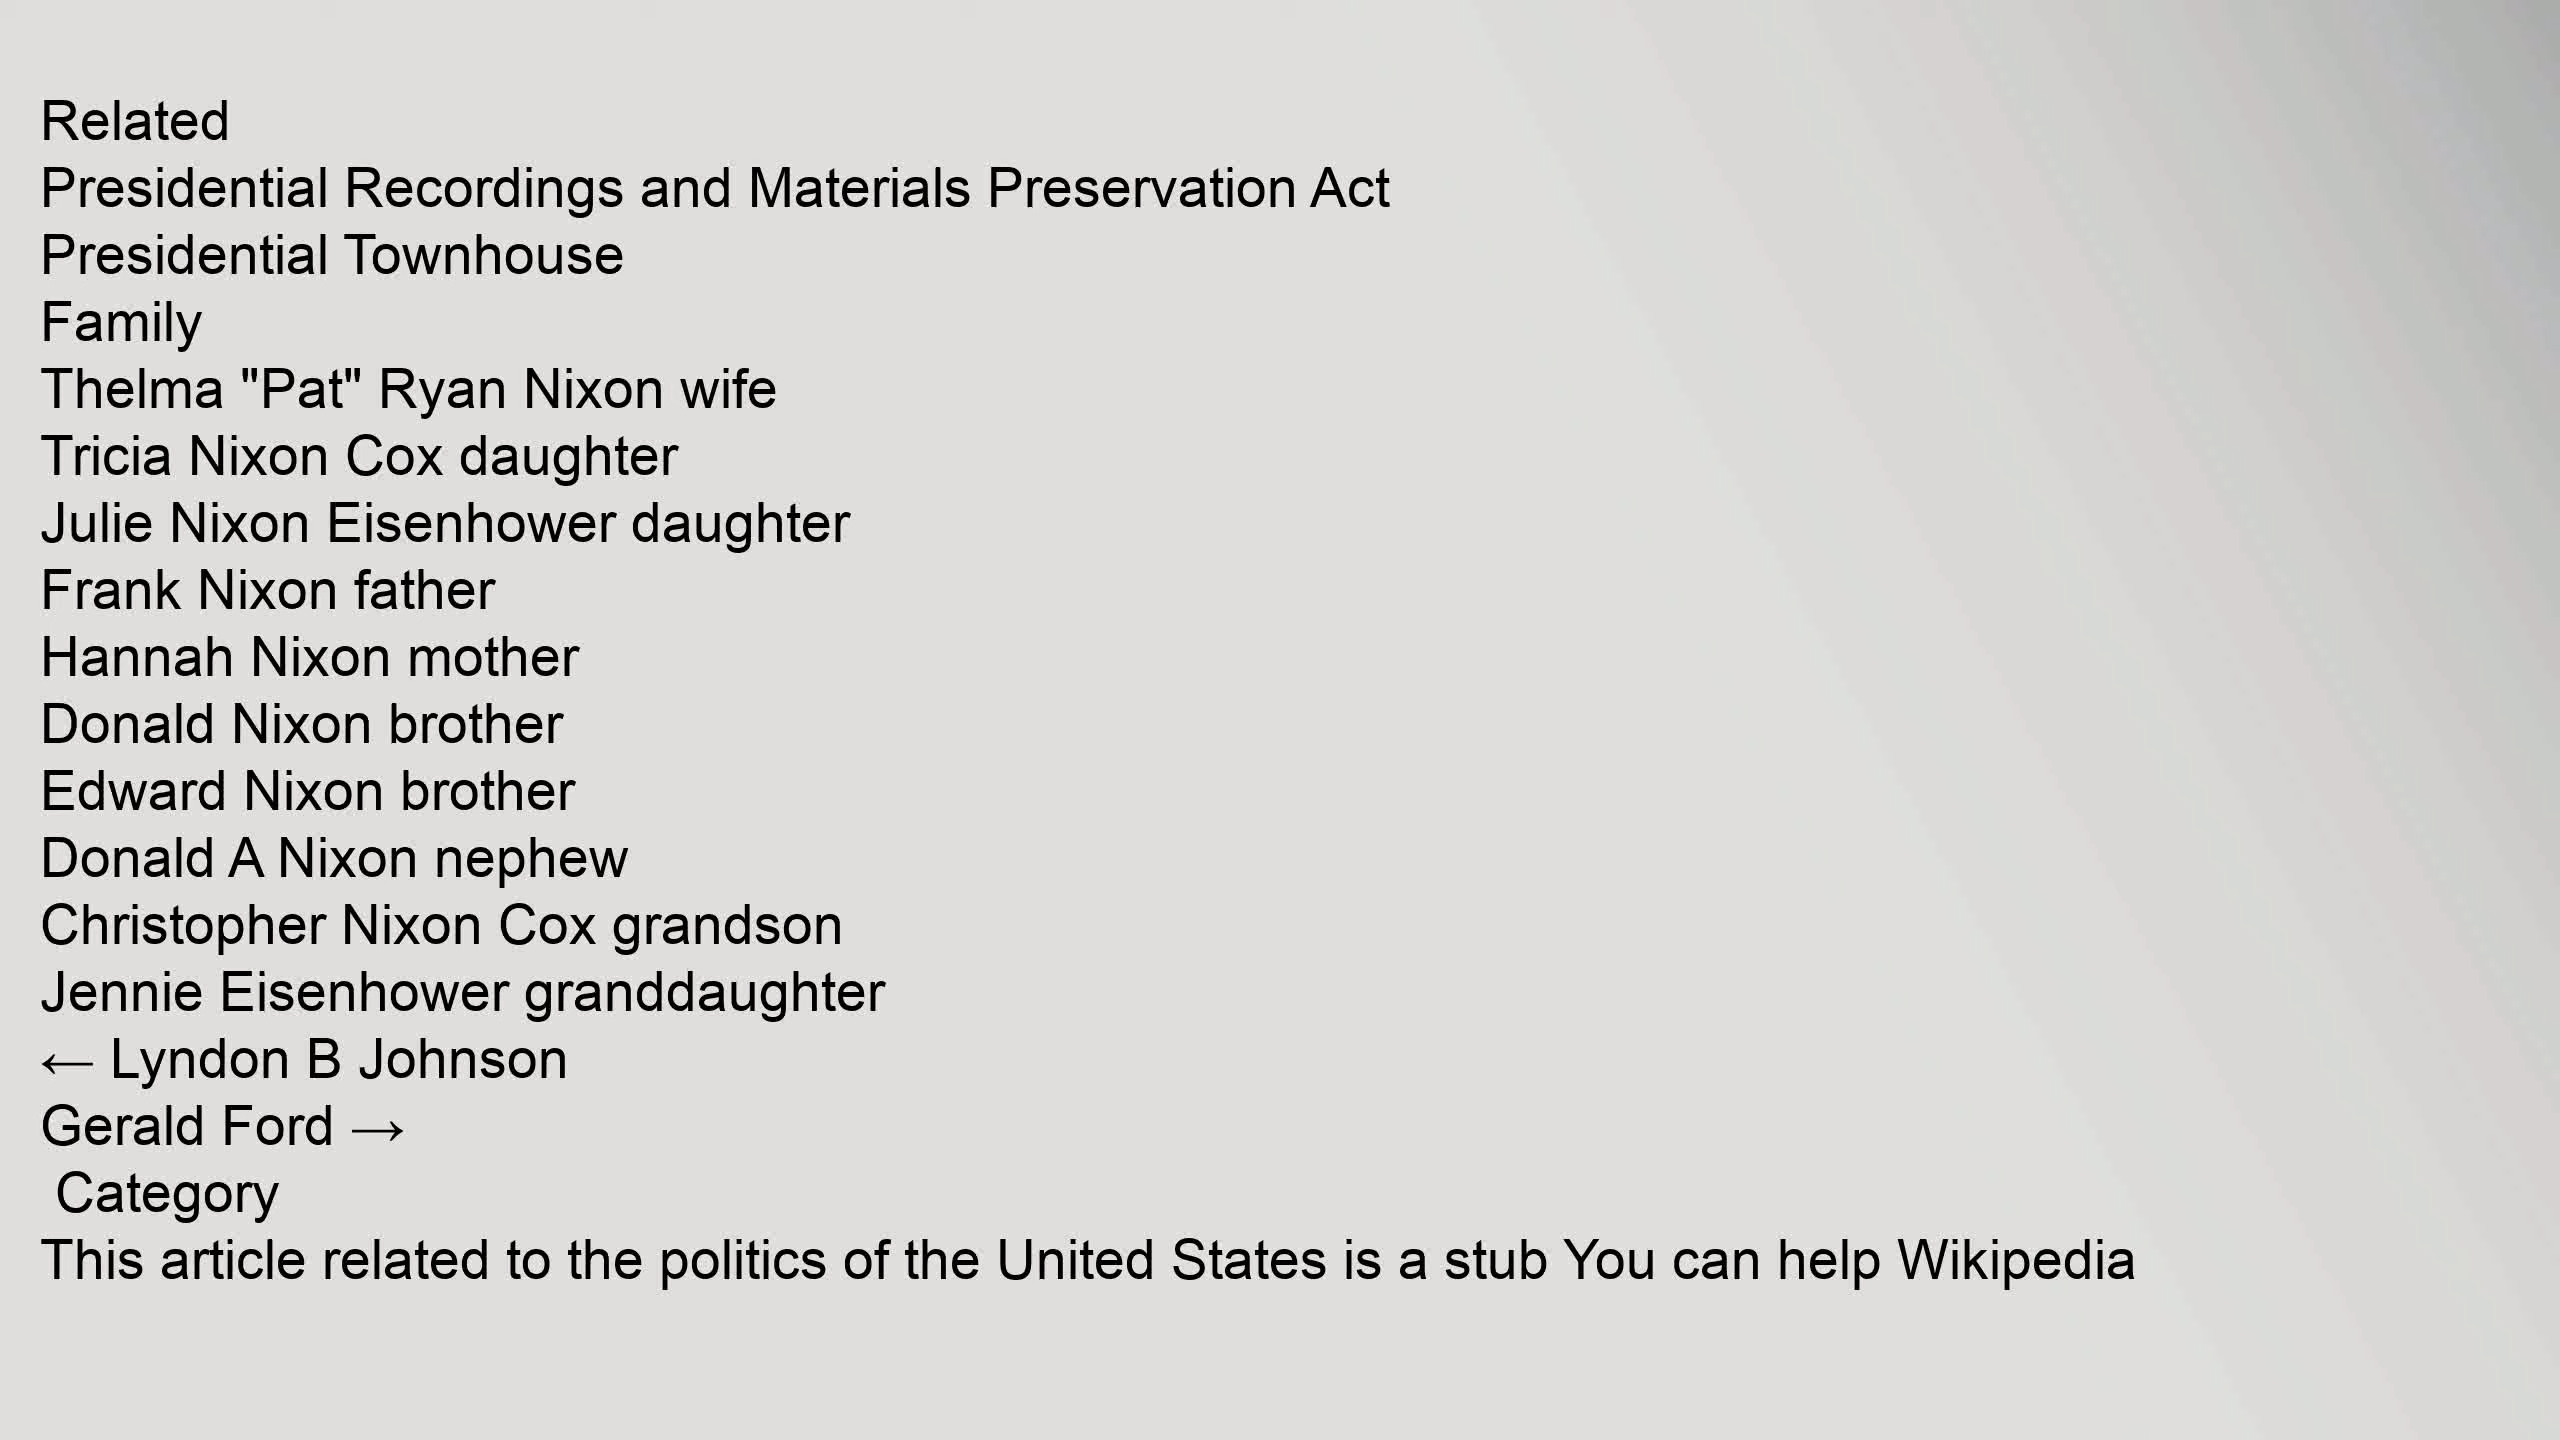 Related
Presidential Recordings and Materials Preservation Act
Presidential Townhouse
Family
Thelma "Pat" Ryan Nixon wife
Tricia Nixon Cox daughter
Julie Nixon Eisenhower daughter
Frank Nixon father
Hannah Nixon mother
Donald Nixon brother
Edward Nixon brother
Donald A Nixon nephew
Christopher Nixon Cox grandson
Jennie Eisenhower granddaughter
← Lyndon B Johnson
Gerald Ford →
Category
This article related to the politics of the United States is a stub You can help Wikipedia